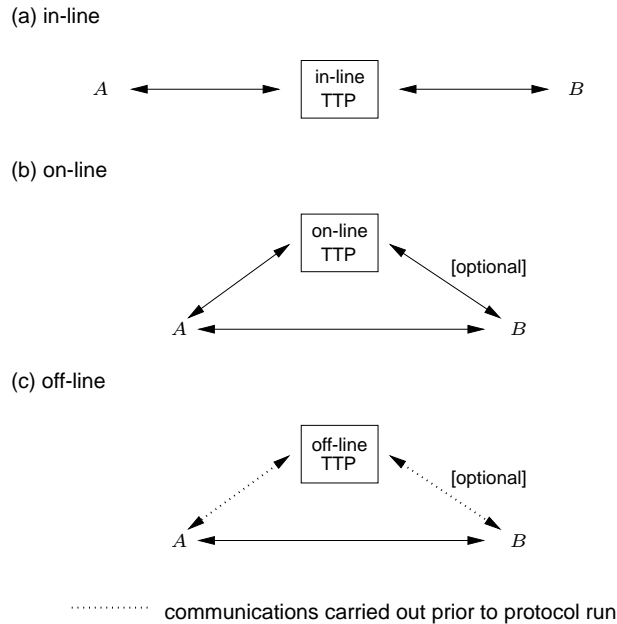 (a) in-line
A
in-line
TTP
B
(b) on-line
on-line
TTP
[optional]
A
B
(c) off-line
off-line
TTP
[optional]
A
B
communications carried out prior to protocol run